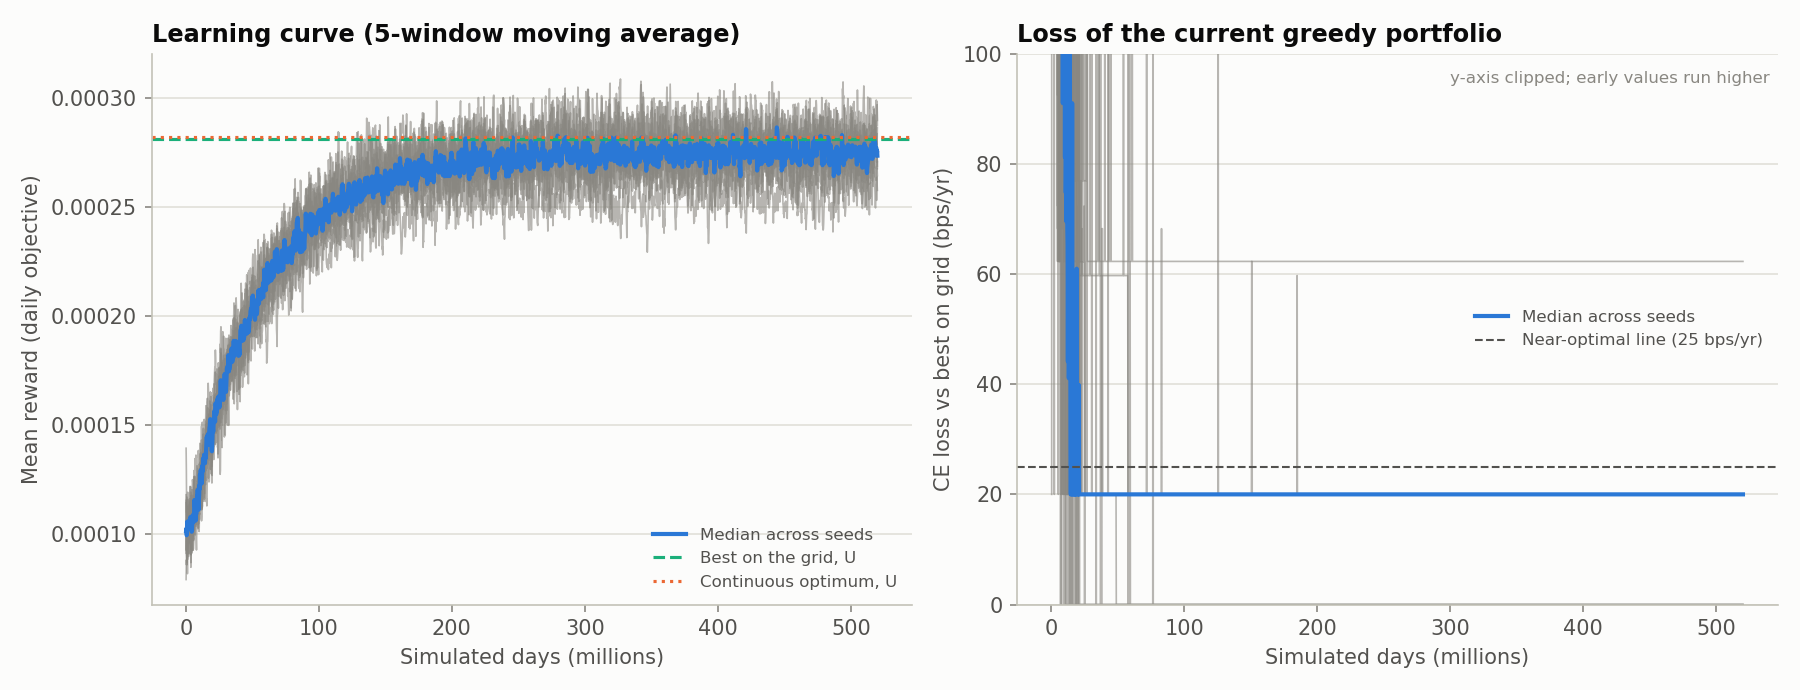 Learning curve (5-window moving average)
Mean reward (daily objective)
0.00030
0.00025
0.00020
0.00015
0.00010
Median across seeds
Best on the grid, U
Continuous optimum, U
0
100
200
300
400
500
Simulated days (millions)
Loss of the current greedy portfolio
CE loss vs best on grid (bps/yr)
100
80
60
40
20
0
y-axis clipped; early values run higher
Median across seeds
Near-optimal line (25 bps/yr)
0
100
200
300
400
500
Simulated days (millions)